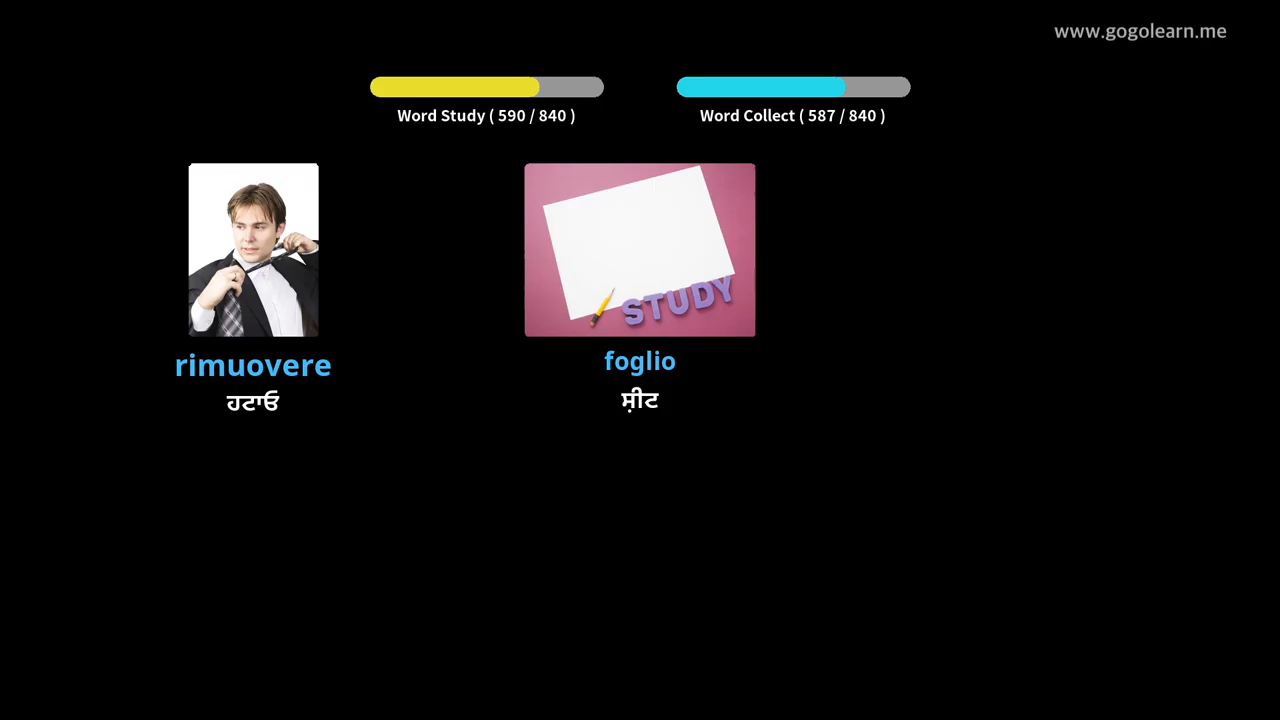 www.gogolearn.me
Word Study ( 590 / 840 )
Word Collect ( 587 / 840 )
STUDY
rimuovere
foglio
ਹਟਾਓ
ਸ਼ੀਟ